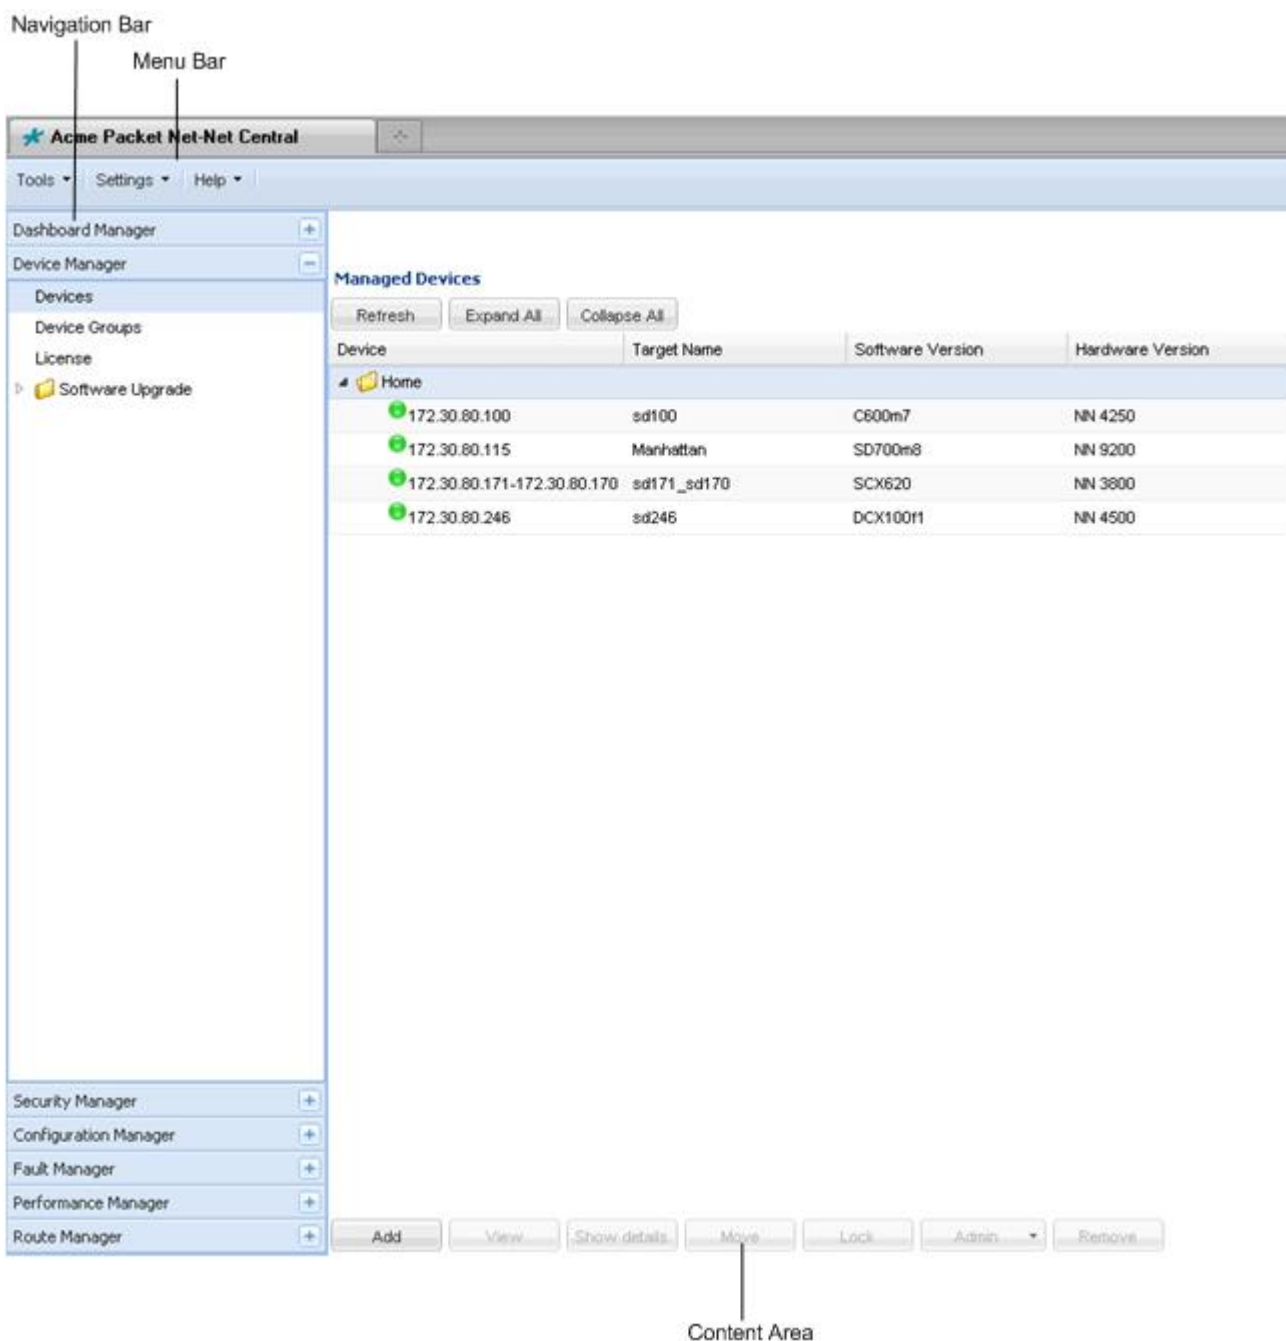 Navigation Bar
Menu Bar
Acme Packet Net-Net Central
Tools Settings Help
Dashboard Manager
Device Manager
Devices
Device Groups
License
Software Upgrade
Security Manager
Configuration Manager
Fault Manager
Performance Manager
Route Manager
Managed Devices
Refresh Expand All Collapse All
Device Target Name Software Version Hardware Version
Home
172.30.80.100 sd100 C600m7 NN 4250
172.30.80.115 Manhattan SD700m8 NN 9200
172.30.80.171-172.30.80.170 sd171_sd170 SCX620 NN 3800
172.30.80.246 sd246 DCX100f1 NN 4500
Add View Show details Move Lock Admin Remove
Content Area